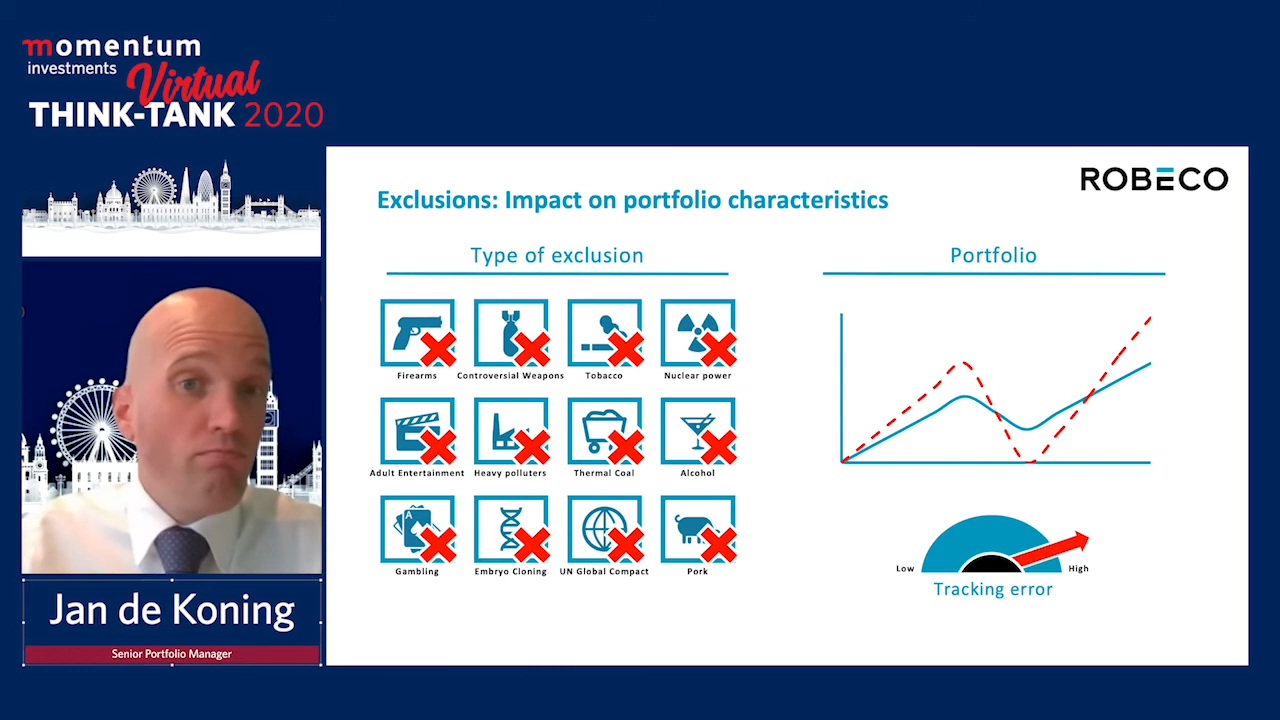 momentum
investments
Virtual
THINK-TANK 2020
ROBECO
Exclusions: Impact on portfolio characteristics
Type of exclusion
Portfolio
Firearms
Controversial Weapons
Tobacco
Nuclear power
Adult Entertainment
Heavy polluters
Thermal Coal
Alcohol
A
Gambling
Embryo Cloning
UN Global Compact
Pork
Low
High
Tracking error
Jan de Koning
Senior Portfolio Manager